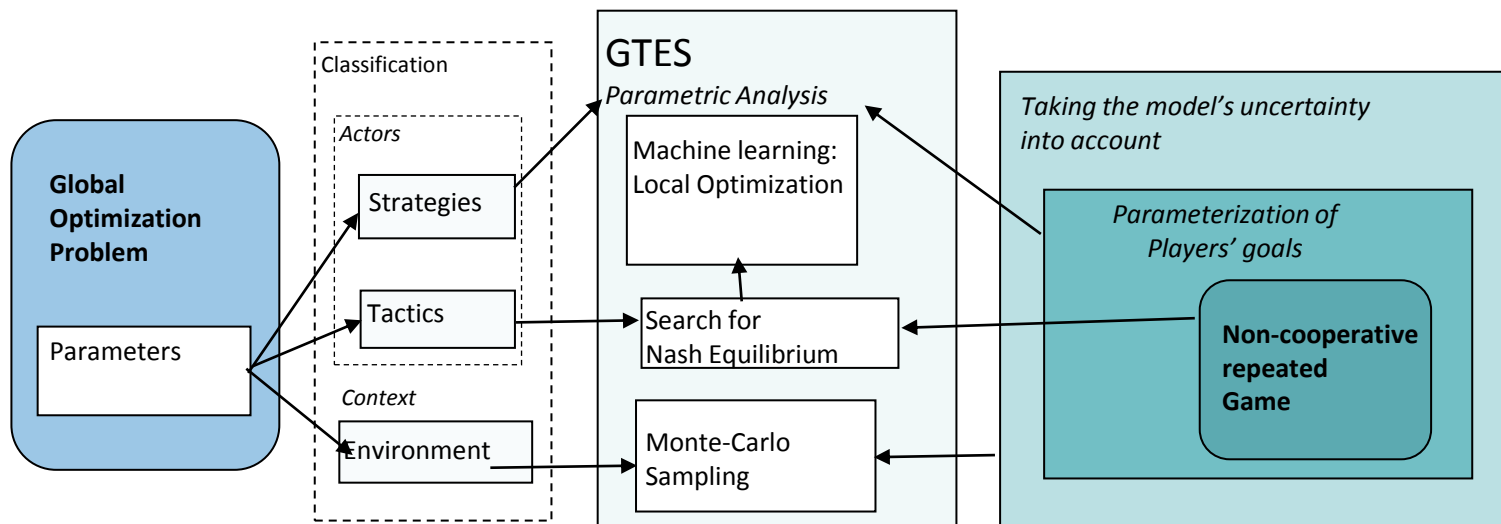 Global
Optimization
Problem
Parameters
Classification
Actors
Strategies
Tactics
Context
Environment
GTES
Parametric Analysis
Machine learning:
Local Optimization
Search for
Nash Equilibrium
Monte-Carlo
Sampling
Taking the model’s uncertainty
into account
Parameterization of
Players’ goals
Non-cooperative
repeated
Game